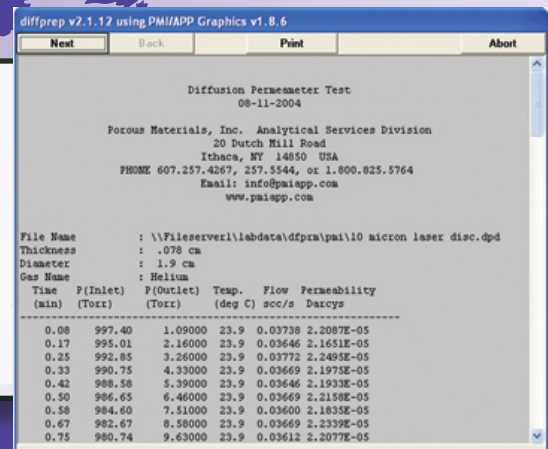 diffprep v2.1.12 using PMI/APP Graphics v1.8.6
Next Back Print Abort
Diffusion Permeameter Test
08-11-2004
Porous Materials, Inc. Analytical Services Division
20 Dutch Mill Road
Ithaca, NY 14850 USA
PHONE 607.257.4267, 257.5544, or 1.800.825.5764
Email: info@pmiapp.com
www.pmiapp.com
File Name : \\Fileserver1\labdata\dfprm\pmi\10 micron laser disc.dpd
Thickness : .078 cm
Diameter : 1.9 cm
Gas Name : Helium
Time P(Inlet) P(Outlet) Temp. Flow Permeability
(min) (Torr) (Torr) (deg C) scc/s Darcys
---------------------------------------------------------------
0.08 997.40 1.09000 23.9 0.03738 2.2087E-05
0.17 995.01 2.16000 23.9 0.03646 2.1651E-05
0.25 992.85 3.26000 23.9 0.03772 2.2495E-05
0.33 990.75 4.33000 23.9 0.03669 2.1975E-05
0.42 988.58 5.39000 23.9 0.03646 2.1933E-05
0.50 986.65 6.46000 23.9 0.03669 2.2158E-05
0.58 984.60 7.51000 23.9 0.03600 2.1835E-05
0.67 982.67 8.58000 23.9 0.03669 2.2339E-05
0.75 980.74 9.63000 23.9 0.03612 2.2077E-05